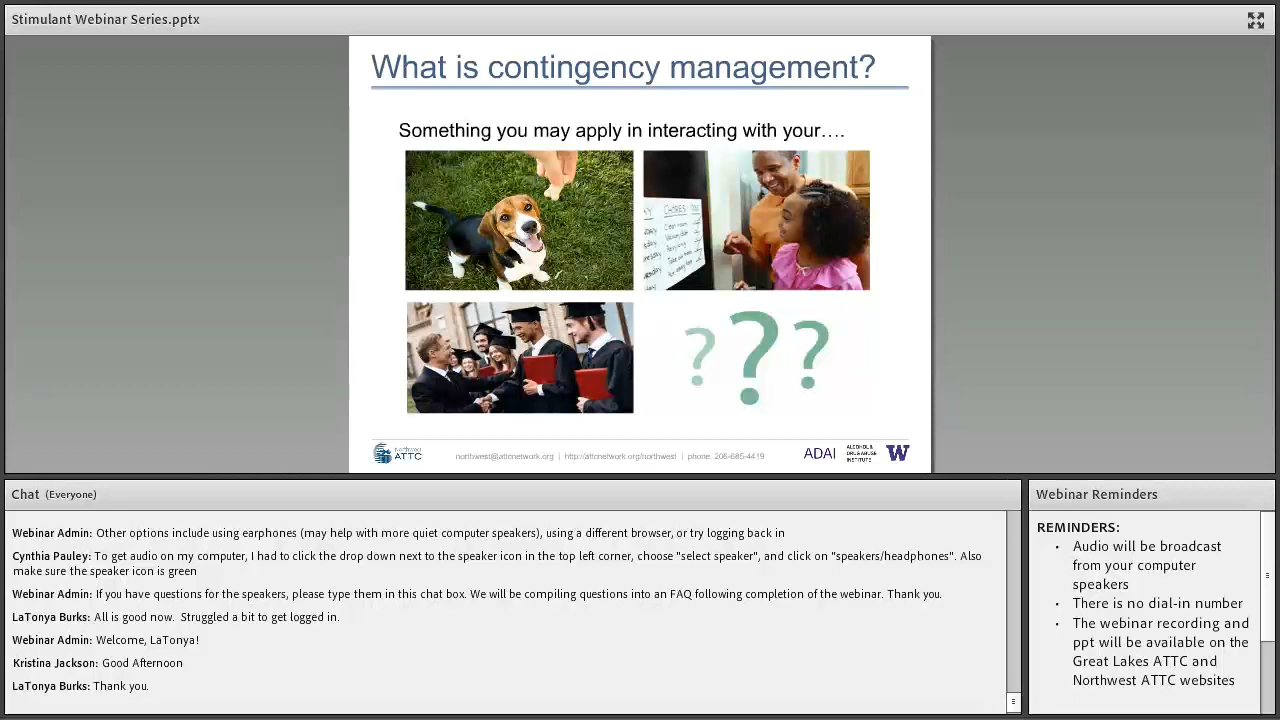 Stimulant Webinar Series.pptx
What is contingency management?
Something you may apply in interacting with your….
CHORES
? ? ?
Northwest
ATTC
northwest@attcnetwork.org | http://attcnetwork.org/northwest | phone. 206-685-4419
ADAI
ALCOHOL &
DRUG ABUSE
INSTITUTE
W
Chat (Everyone)
Webinar Admin: Other options include using earphones (may help with more quiet computer speakers), using a different browser, or try logging back in
Cynthia Pauley: To get audio on my computer, I had to click the drop down next to the speaker icon in the top left corner, choose "select speaker", and click on "speakers/headphones". Also
make sure the speaker icon is green
Webinar Admin: If you have questions for the speakers, please type them in this chat box. We will be compiling questions into an FAQ following completion of the webinar. Thank you.
LaTonya Burks: All is good now. Struggled a bit to get logged in.
Webinar Admin: Welcome, LaTonya!
Kristina Jackson: Good Afternoon
LaTonya Burks: Thank you.
Webinar Reminders
REMINDERS:
• Audio will be broadcast
from your computer
speakers
• There is no dial-in number
• The webinar recording and
ppt will be available on the
Great Lakes ATTC and
Northwest ATTC websites